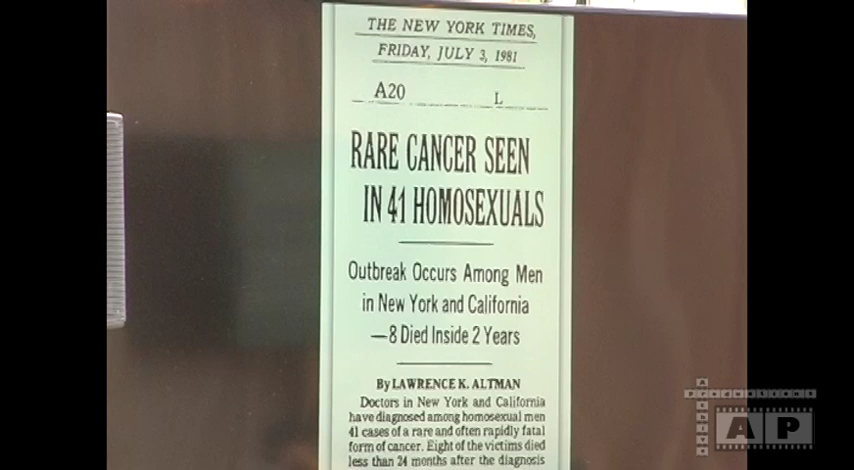 THE NEW YORK TIMES,
FRIDAY, JULY 3, 1981
A20 L
RARE CANCER SEEN
IN 41 HOMOSEXUALS
Outbreak Occurs Among Men
in New York and California
—8 Died Inside 2 Years
By LAWRENCE K. ALTMAN
Doctors in New York and California
have diagnosed among homosexual men
41 cases of a rare and often rapidly fatal
form of cancer. Eight of the victims died
less than 24 months after the diagnosis
AP